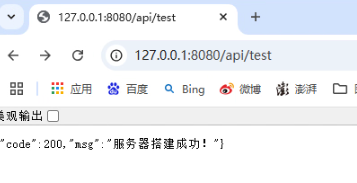 127.0.0.1:8080/api/test
127.0.0.1:8080/api/test
应用 百度 Bing 微博 澎湃
美观输出
"code":200,"msg":"服务器搭建成功！"}